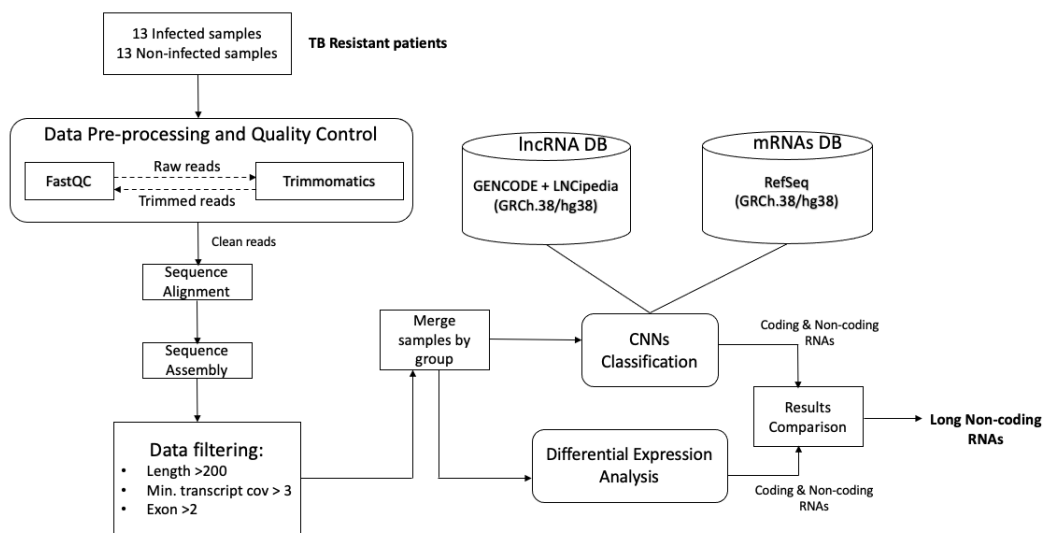 13 Infected samples
13 Non-infected samples
TB Resistant patients
Data Pre-processing and Quality Control
FastQC
Raw reads
Trimmed reads
Trimmomatics
Clean reads
Sequence
Alignment
Sequence
Assembly
Data filtering:
• Length >200
• Min. transcript cov > 3
• Exon >2
Merge
samples by
group
lncRNA DB
GENCODE + LNCipedia
(GRCh.38/hg38)
mRNAs DB
RefSeq
(GRCh.38/hg38)
CNNs
Classification
Coding & Non-coding
RNAs
Differential Expression
Analysis
Coding & Non-coding
RNAs
Results
Comparison
Long Non-coding
RNAs